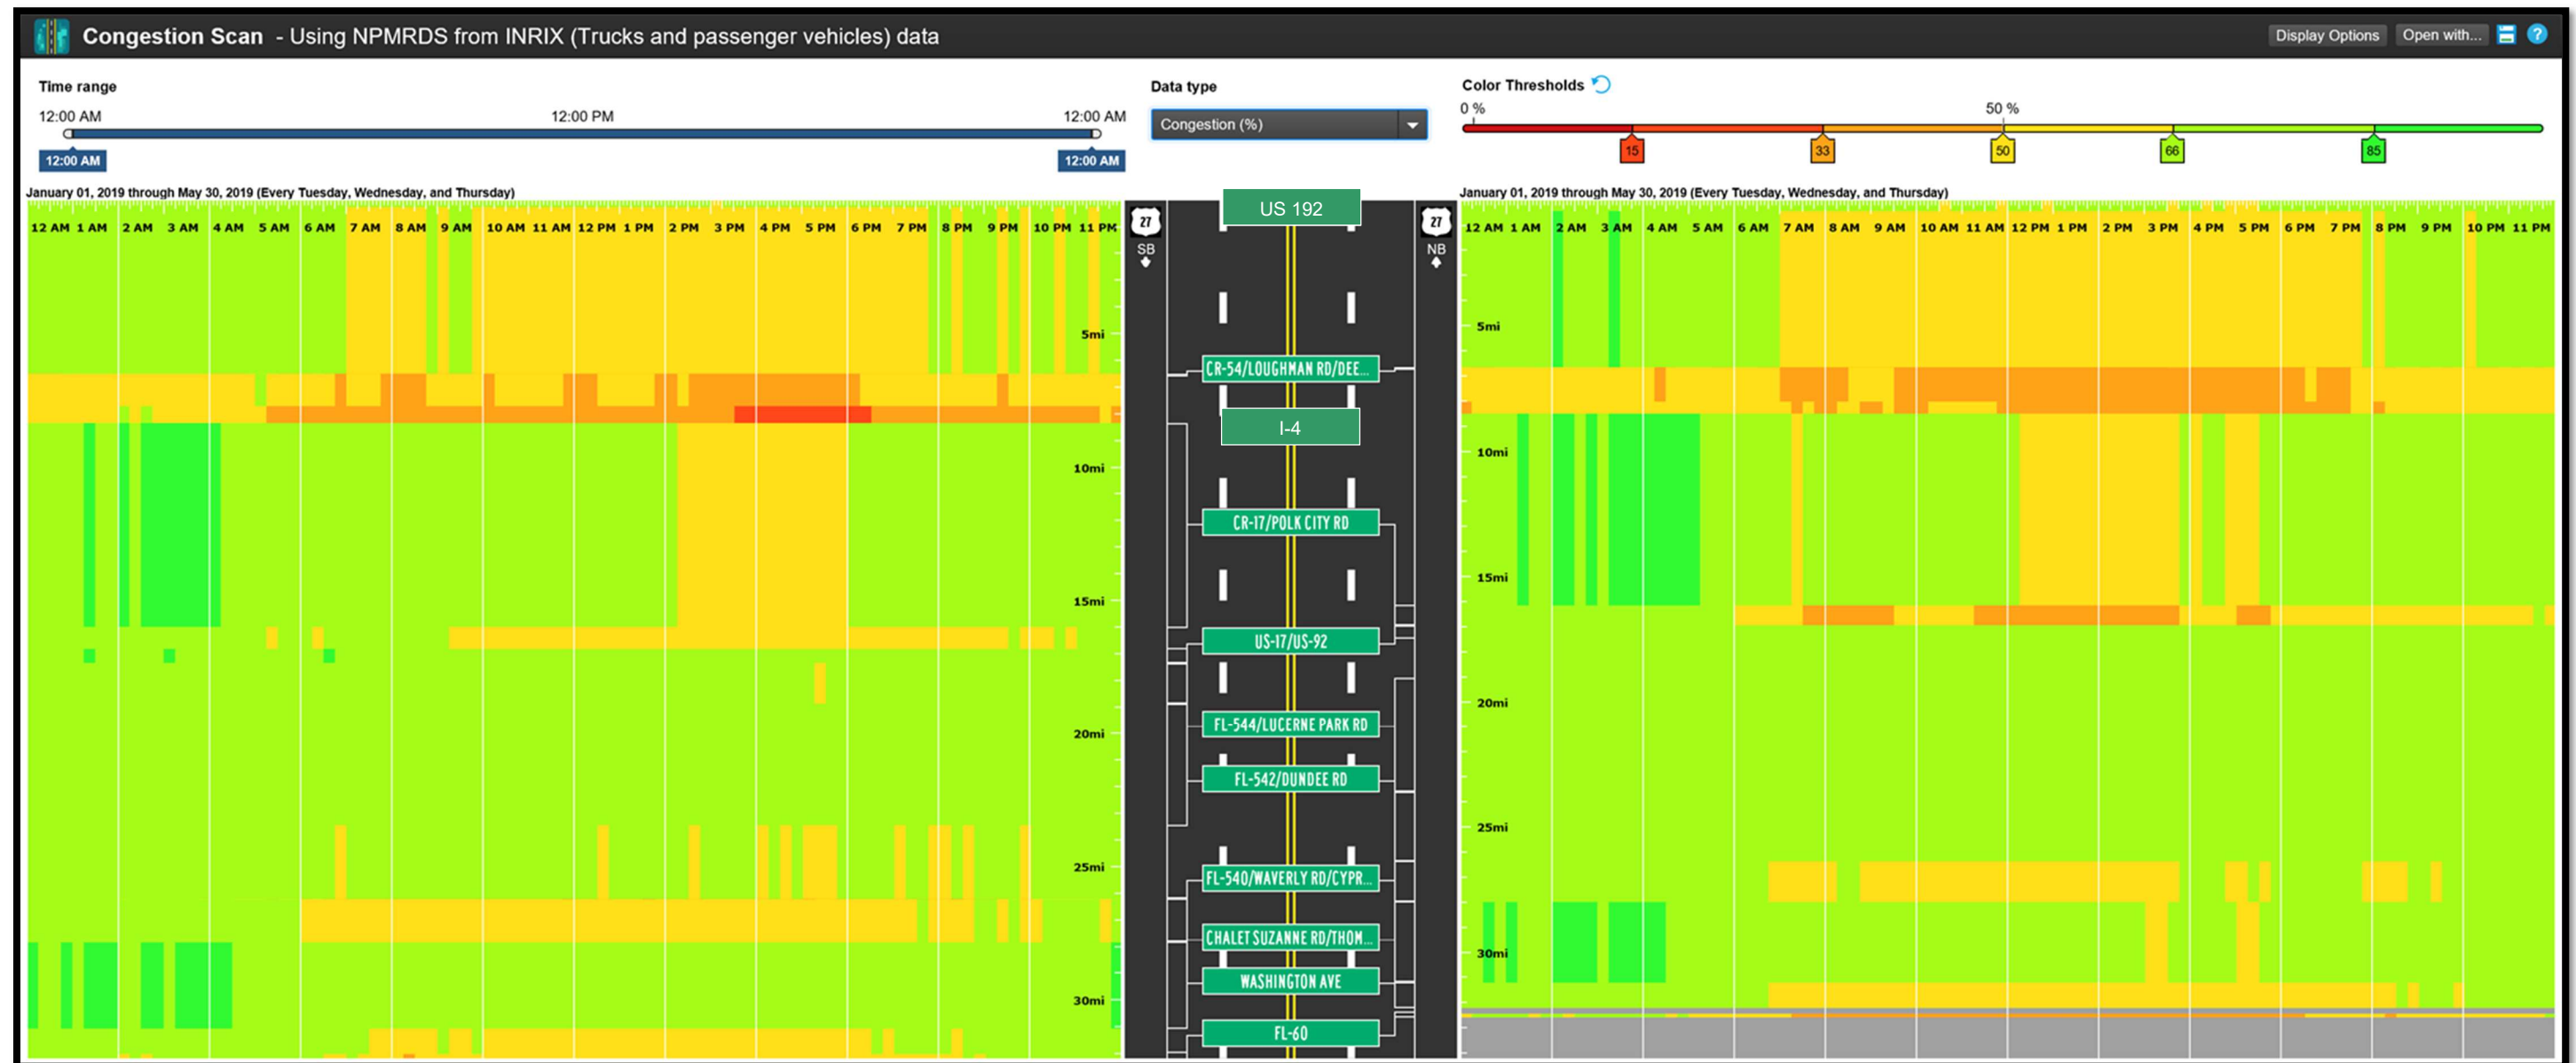 Congestion Scan - Using NPMRDS from INRIX (Trucks and passenger vehicles) data
Display Options
Open with...
?
Time range
12:00 AM 12:00 PM 12:00 AM
12:00 AM 12:00 AM
Data type
Congestion (%)
Color Thresholds
0 % 50 %
15 33 50 66 85
January 01, 2019 through May 30, 2019 (Every Tuesday, Wednesday, and Thursday)
12 AM 1 AM 2 AM 3 AM 4 AM 5 AM 6 AM 7 AM 8 AM 9 AM 10 AM 11 AM 12 PM 1 PM 2 PM 3 PM 4 PM 5 PM 6 PM 7 PM 8 PM 9 PM 10 PM 11 PM
5mi
10mi
15mi
20mi
25mi
30mi
27
SB
US 192
CR-54/LOUGHMAN RD/DEE...
I-4
CR-17/POLK CITY RD
US-17/US-92
FL-544/LUCERNE PARK RD
FL-542/DUNDEE RD
FL-540/WAVERLY RD/CYPR...
CHALET SUZANNE RD/THOM...
WASHINGTON AVE
FL-60
27
NB
January 01, 2019 through May 30, 2019 (Every Tuesday, Wednesday, and Thursday)
12 AM 1 AM 2 AM 3 AM 4 AM 5 AM 6 AM 7 AM 8 AM 9 AM 10 AM 11 AM 12 PM 1 PM 2 PM 3 PM 4 PM 5 PM 6 PM 7 PM 8 PM 9 PM 10 PM 11 PM
5mi
10mi
15mi
20mi
25mi
30mi